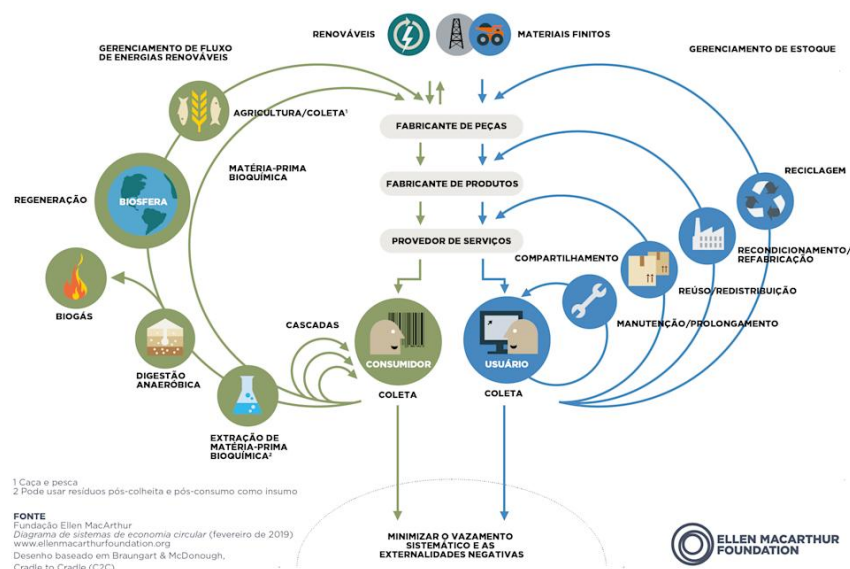 RENOVÁVEIS
MATERIAIS FINITOS
GERENCIAMENTO DE FLUXO
DE ENERGIAS RENOVÁVEIS
GERENCIAMENTO DE ESTOQUE
AGRICULTURA/COLETA¹
FABRICANTE DE PEÇAS
MATÉRIA-PRIMA
BIOQUÍMICA
RECICLAGEM
FABRICANTE DE PRODUTOS
REGENERAÇÃO
BIOSFERA
PROVEDOR DE SERVIÇOS
RECONDICIONAMENTO/
REFABRICAÇÃO
COMPARTILHAMENTO
REÚSO/REDISTRIBUIÇÃO
BIOGÁS
CASCADAS
MANUTENÇÃO/PROLONGAMENTO
CONSUMIDOR
USUÁRIO
DIGESTÃO
ANAERÓBICA
COLETA
COLETA
EXTRAÇÃO DE
MATÉRIA-PRIMA
BIOQUÍMICA²
1 Caça e pesca
2 Pode usar resíduos pós-colheita e pós-consumo como insumo
FONTE
Fundação Ellen MacArthur
Diagrama de sistemas de economia circular (fevereiro de 2019)
www.ellenmacarthurfoundation.org
Desenho baseado em Braungart & McDonough,
Cradle to Cradle (C2C)
MINIMIZAR O VAZAMENTO
SISTEMÁTICO E AS
EXTERNALIDADES NEGATIVAS
ELLEN MACARTHUR
FOUNDATION